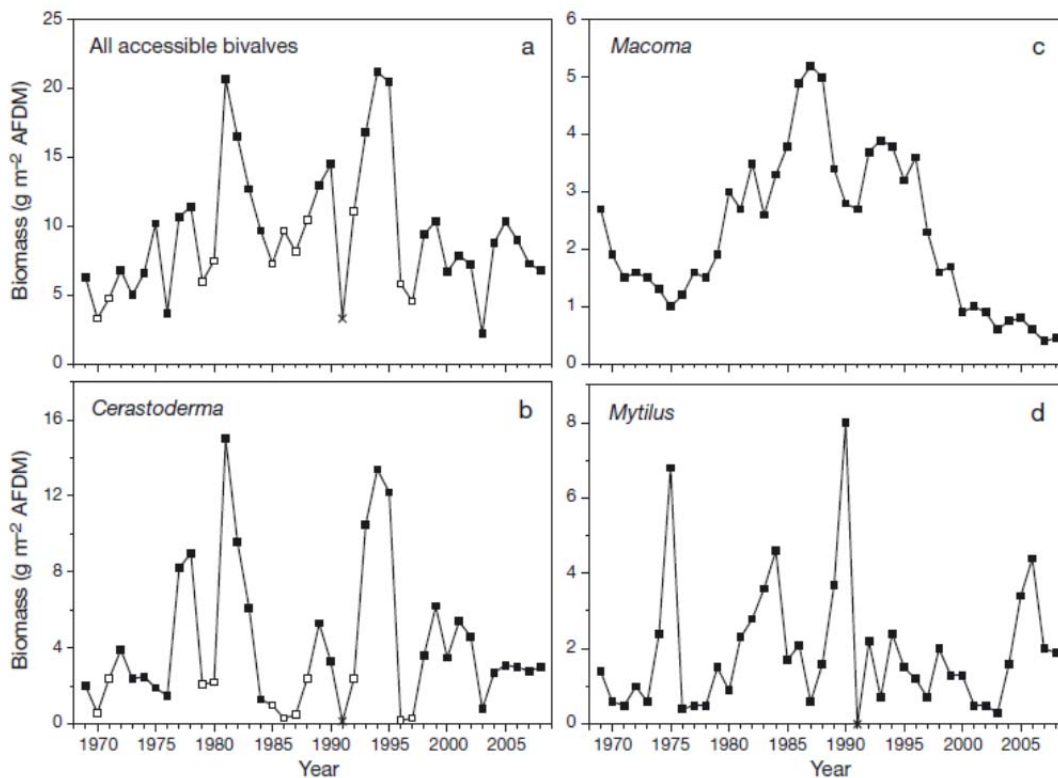 All accessible bivalves
a
Biomass (g m⁻² AFDM)
25
20
15
10
5
0
Macoma
c
6
5
4
3
2
1
0
Cerastoderma
b
Biomass (g m⁻² AFDM)
16
12
8
4
0
1970 1975 1980 1985 1990 1995 2000 2005
Year
Mytilus
d
8
6
4
2
0
1970 1975 1980 1985 1990 1995 2000 2005
Year